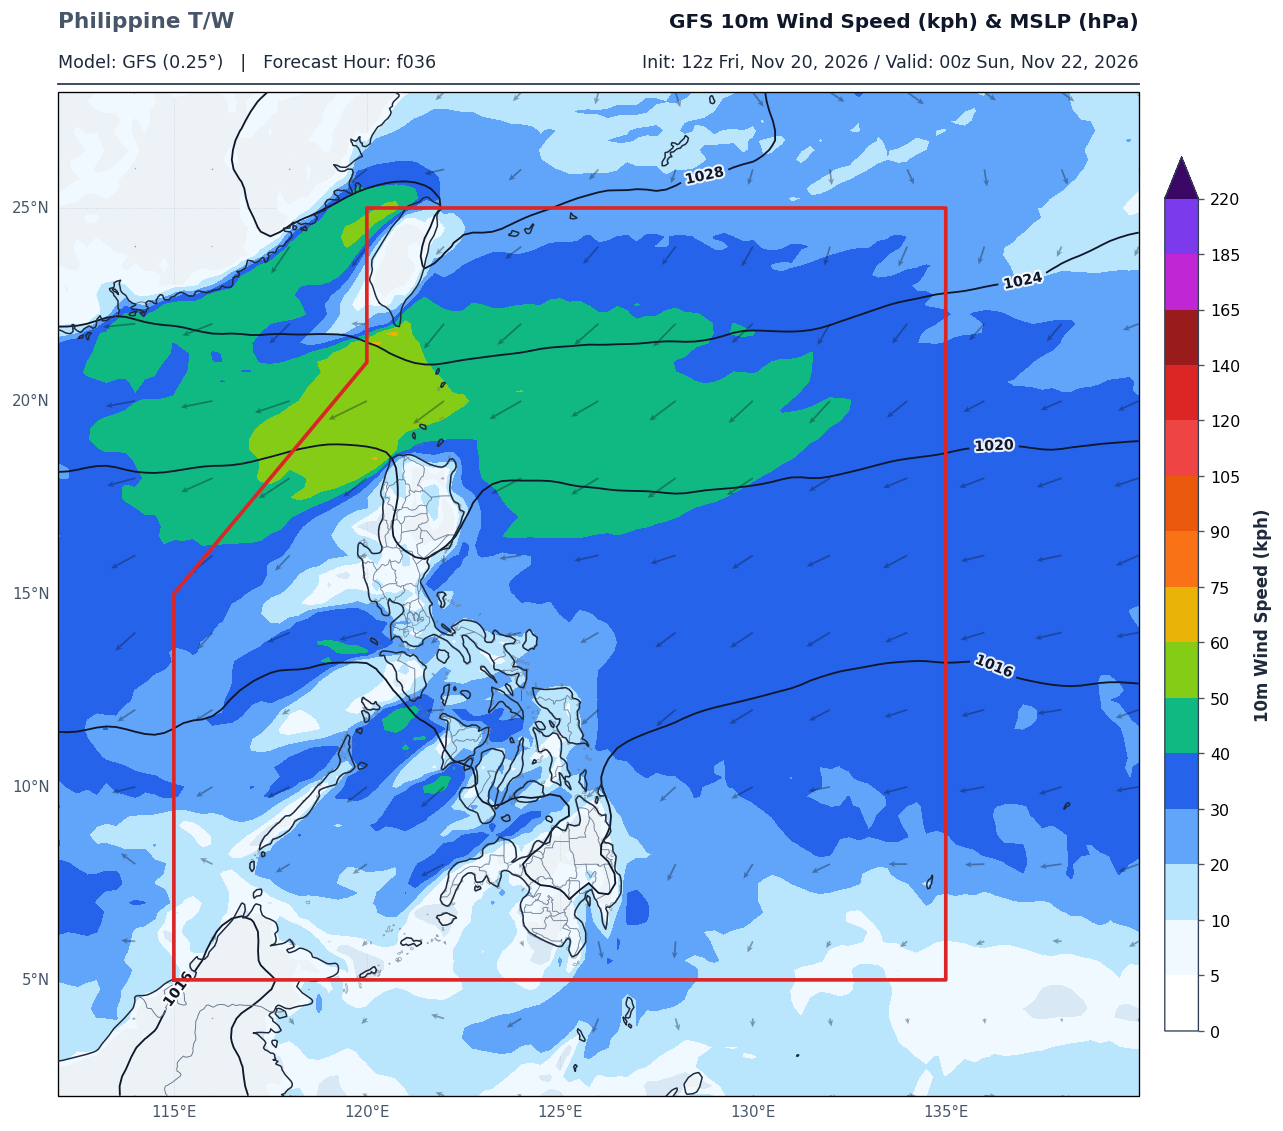 Philippine T/W
GFS 10m Wind Speed (kph) & MSLP (hPa)
Model: GFS (0.25°) | Forecast Hour: f036
Init: 12z Fri, Nov 20, 2026 / Valid: 00z Sun, Nov 22, 2026
1028
1024
1020
1016
1016
25°N
20°N
15°N
10°N
5°N
115°E
120°E
125°E
130°E
135°E
220
185
165
140
120
105
90
75
60
50
40
30
20
10
5
0
10m Wind Speed (kph)